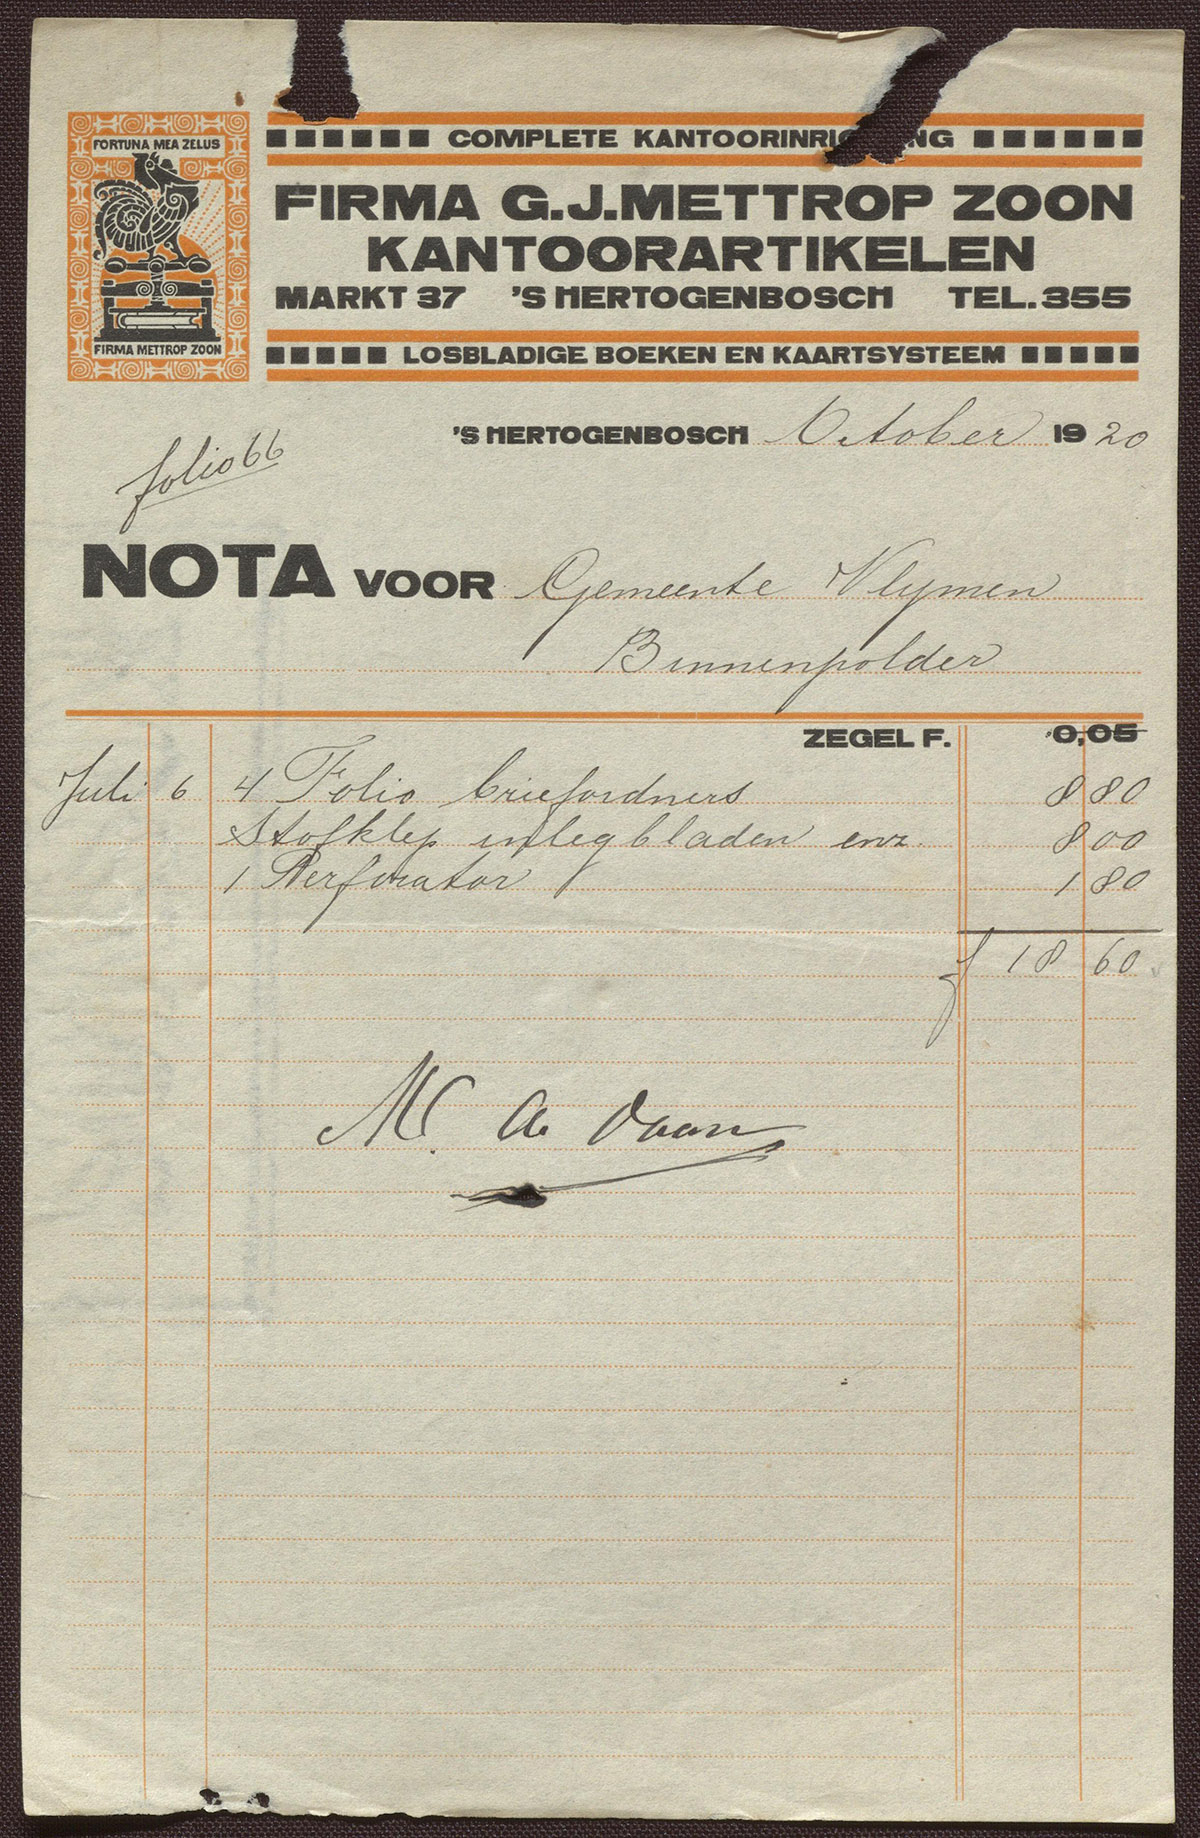 FORTUNA MEA ZELUS
FIRMA METTROP ZOON
COMPLETE KANTOORINRI NG
FIRMA G.J. METTROP ZOON
KANTOORARTIKELEN
MARKT 37 'S HERTOGENBOSCH TEL. 355
LOSBLADIGE BOEKEN EN KAARTSYSTEEM
'S HERTOGENBOSCH October 1920
folio 66
NOTA VOOR Gemeente Vlymen
Binnenpolder
ZEGEL F. 0,05
Juli 6 4 Folio briefordners 8 80
Stofklep inlegbladen enz. 8 00
1 Perforator 1 80
f 18 60